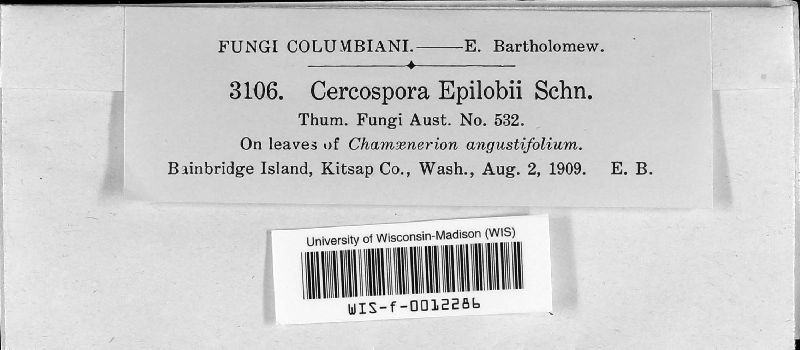 FUNGI COLUMBIANI.——E. Bartholomew.
3106. Cercospora Epilobii Schn.
Thum. Fungi Aust. No. 532.
On leaves of Chamænerion angustifolium.
Bainbridge Island, Kitsap Co., Wash., Aug. 2, 1909. E. B.
University of Wisconsin-Madison (WIS)
WIS-f-0012286